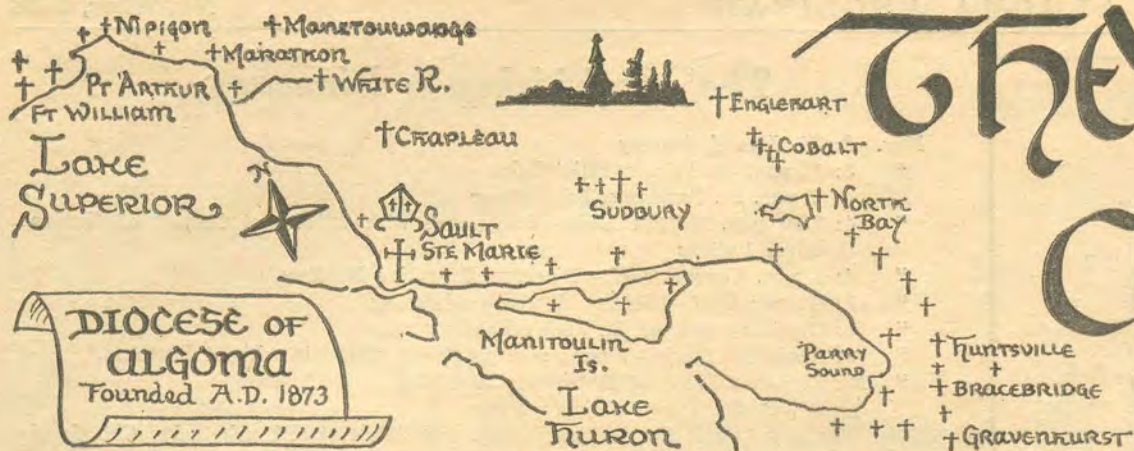 THE
C
Nipigon
Manitouwadge
Marathon
White R.
Pt Arthur
Ft William
Lake
Superior
Chapleau
Englehart
Cobalt
N
Sault
Ste Marie
Sudbury
North
Bay
DIOCESE OF
ALGOMA
Founded A.D. 1873
Manitoulin
Is.
Lake
Huron
Parry
Sound
Huntsville
Bracebridge
Gravenhurst